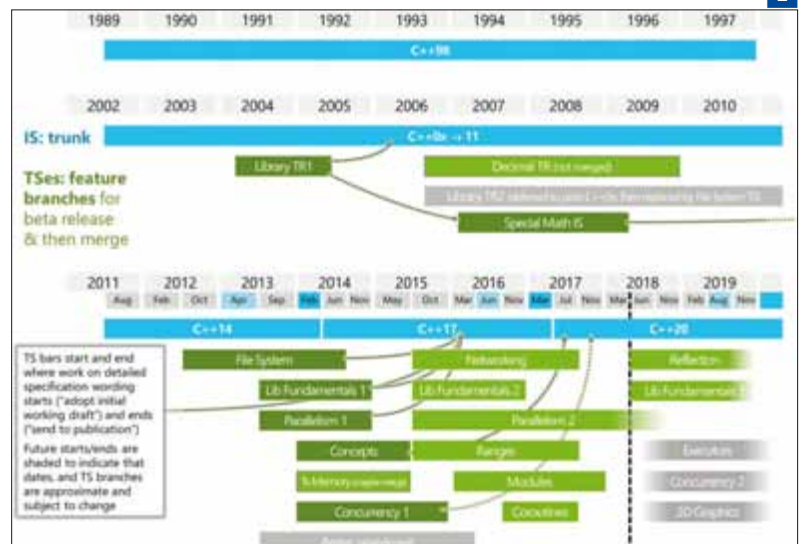 1989 1990 1991 1992 1993 1994 1995 1996 1997
C++98
2002 2003 2004 2005 2006 2007 2008 2009 2010
IS: trunk
C++0x → 11
TSes: feature
branches for
beta release
& then merge
Library TR1
Decimal TR (not merged)
Library TR2
Special Math IS
2011 2012 2013 2014 2015 2016 2017 2018 2019
Aug Feb Oct Apr Sep Feb Jun Nov May Oct Mar Jun Nov Mar Jul Nov Mar Jun Nov Feb Aug Nov
C++14 C++17 C++20
TS bars start and end
where work on detailed
specification wording
starts ("adopt initial
working draft") and ends
("send to publication")
Future starts/ends are
shaded to indicate that
dates, and TS branches
are approximate and
subject to change
File System Networking Reflection
Lib Fundamentals 1 Lib Fundamentals 2 Lib Fundamentals
Parallelism 1 Parallelism 2
Concepts Ranges Executors
Tx Memory Modules Concurrency 2
Concurrency 1 Coroutines 2D Graphics